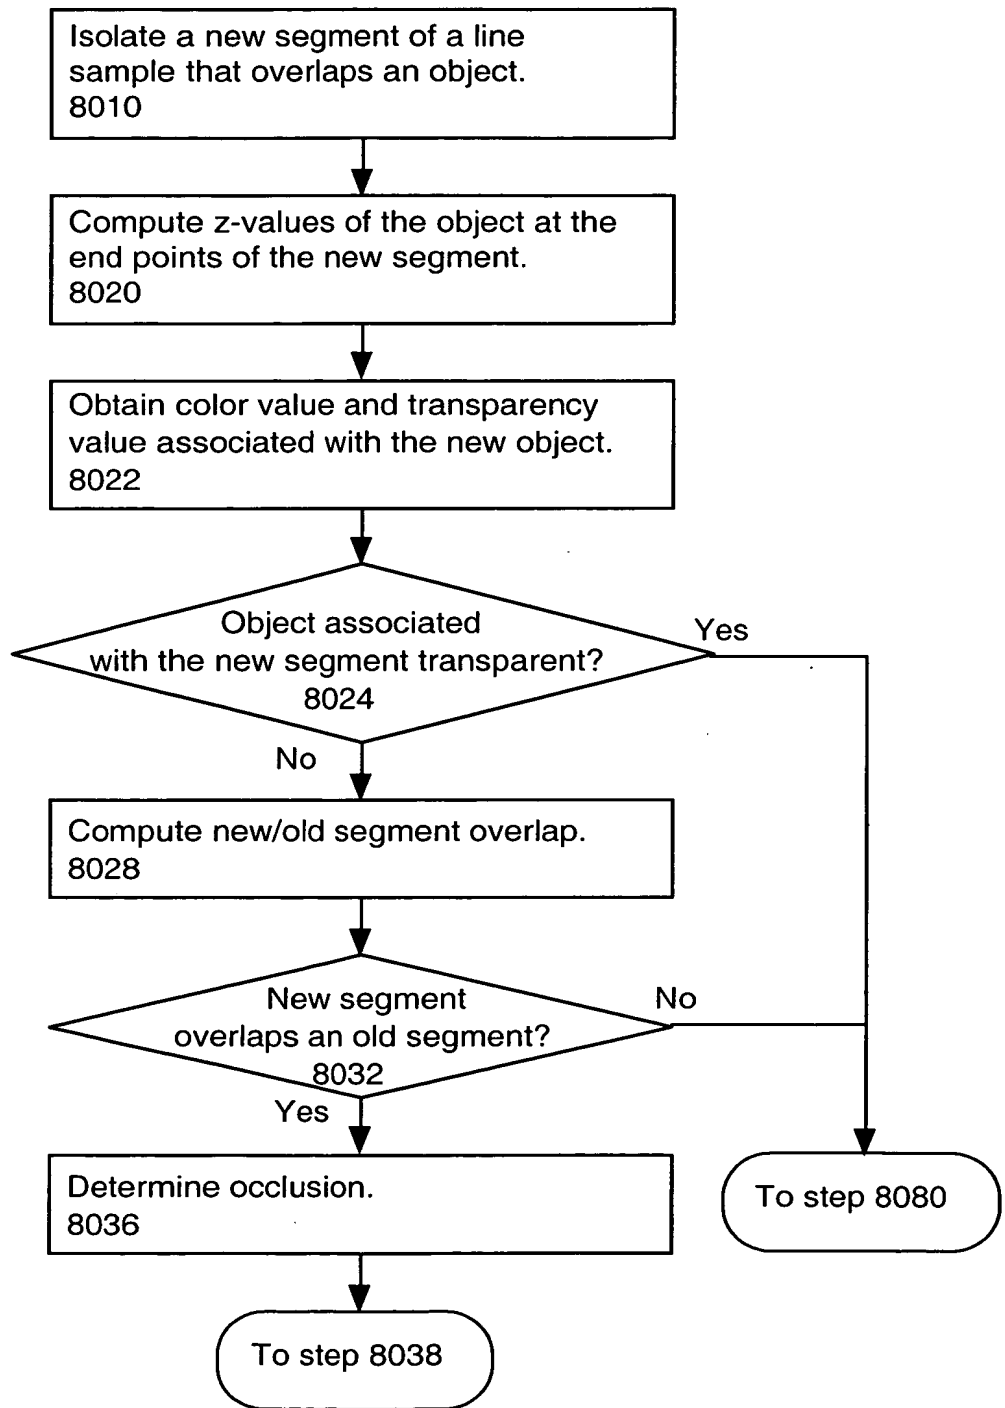 Isolate a new segment of a line
sample that overlaps an object.
8010
Compute z-values of the object at the
end points of the new segment.
8020
Obtain color value and transparency
value associated with the new object.
8022
Object associated
with the new segment transparent?
8024
Yes
No
Compute new/old segment overlap.
8028
New segment
overlaps an old segment?
8032
No
Yes
Determine occlusion.
8036
To step 8080
To step 8038